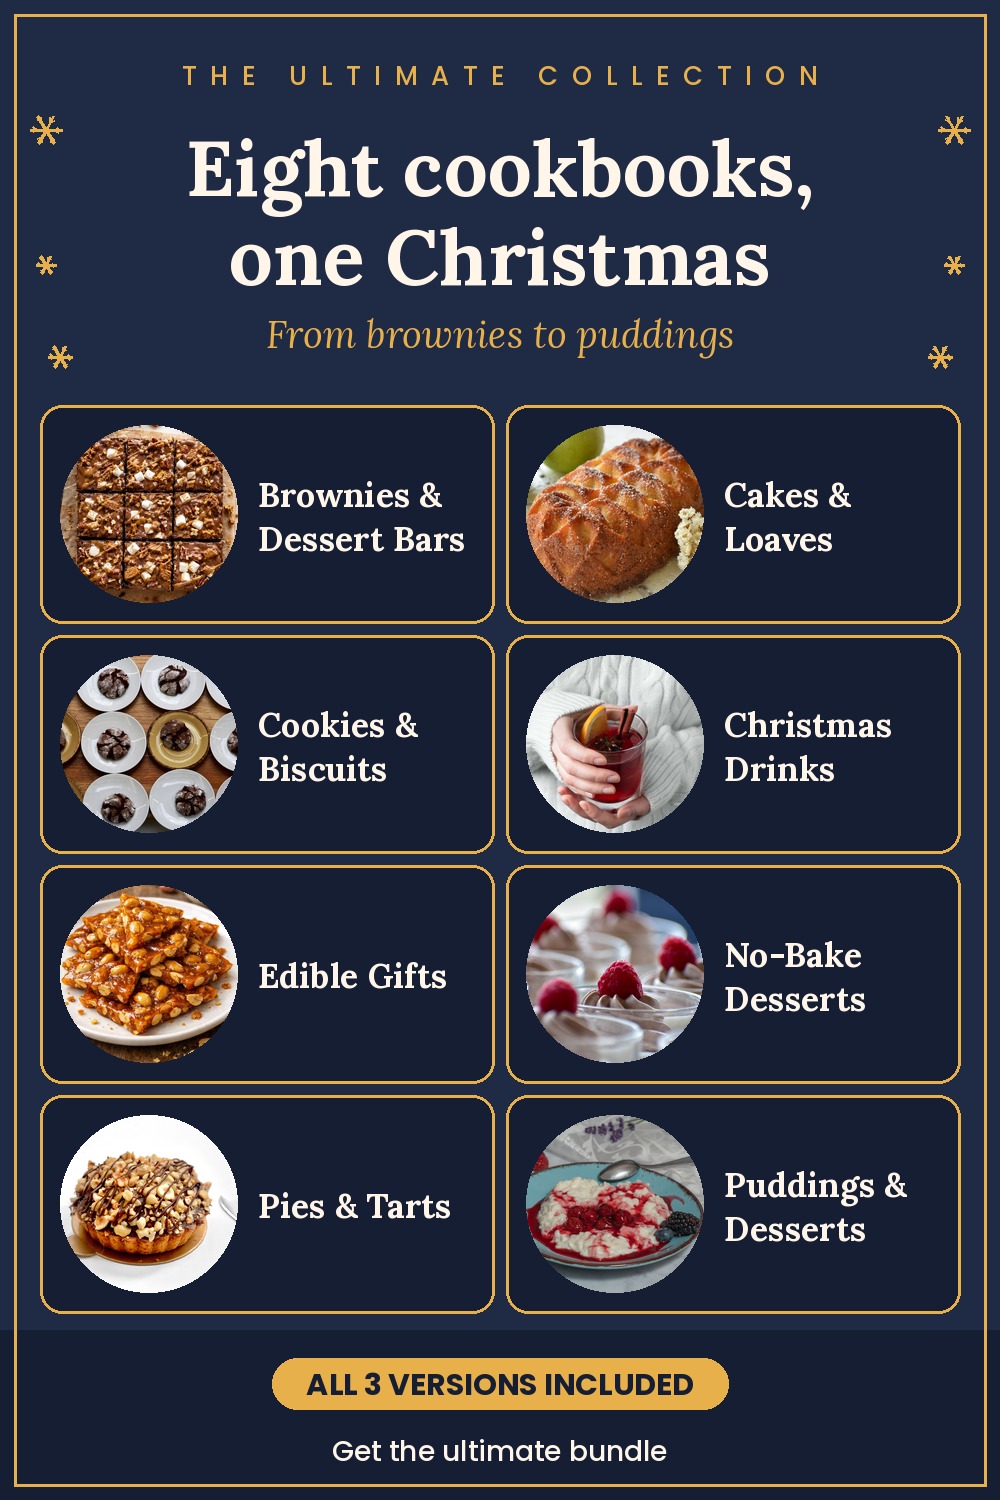 THE ULTIMATE COLLECTION
Eight cookbooks,
one Christmas
From brownies to puddings
Brownies &
Dessert Bars
Cakes &
Loaves
Cookies &
Biscuits
Christmas
Drinks
Edible Gifts
No-Bake
Desserts
Pies & Tarts
Puddings &
Desserts
ALL 3 VERSIONS INCLUDED
Get the ultimate bundle